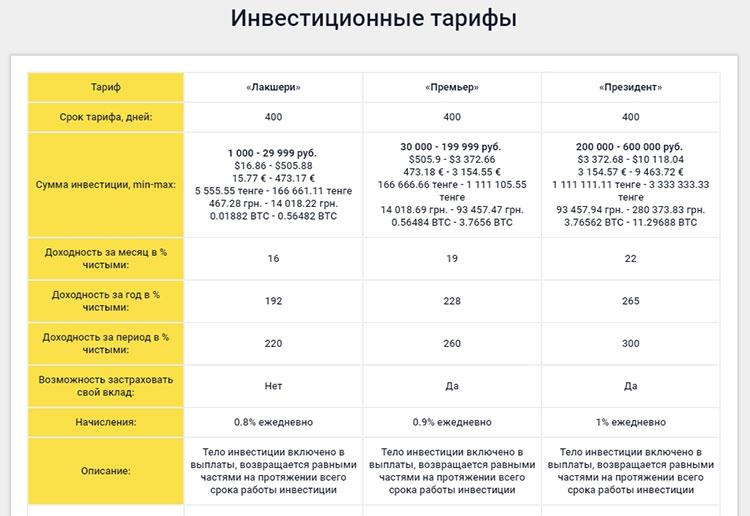 Инвестиционные тарифы
Тариф
«Лакшери»
«Премьер»
«Президент»
Срок тарифа, дней:
400
400
400
Сумма инвестиции, min-max:
1 000 - 29 999 руб.
$16.86 - $505.88
15.77 € - 473.17 €
5 555.55 тенге - 166 661.11 тенге
467.28 грн. - 14 018.22 грн.
0.01882 BTC - 0.56482 BTC
30 000 - 199 999 руб.
$505.9 - $3 372.66
473.18 € - 3 154.55 €
166 666.66 тенге - 1 111 105.55
тенге
14 018.69 грн. - 93 457.47 грн.
0.56484 BTC - 3.7656 BTC
200 000 - 600 000 руб.
$3 372.68 - $10 118.04
3 154.57 € - 9 463.72 €
1 111 111.11 тенге - 3 333 333.33
тенге
93 457.94 грн. - 280 373.83 грн.
3.76562 BTC - 11.29688 BTC
Доходность за месяц в %
чистыми:
16
19
22
Доходность за год в %
чистыми:
192
228
265
Доходность за период в %
чистыми:
220
260
300
Возможность застраховать
свой вклад:
Нет
Да
Да
Начисления:
0.8% ежедневно
0.9% ежедневно
1% ежедневно
Описание:
Тело инвестиции включено в
выплаты, возвращается равными
частями на протяжении всего
срока работы инвестиции
Тело инвестиции включено в
выплаты, возвращается равными
частями на протяжении всего
срока работы инвестиции
Тело инвестиции включено в
выплаты, возвращается равными
частями на протяжении всего
срока работы инвестиции